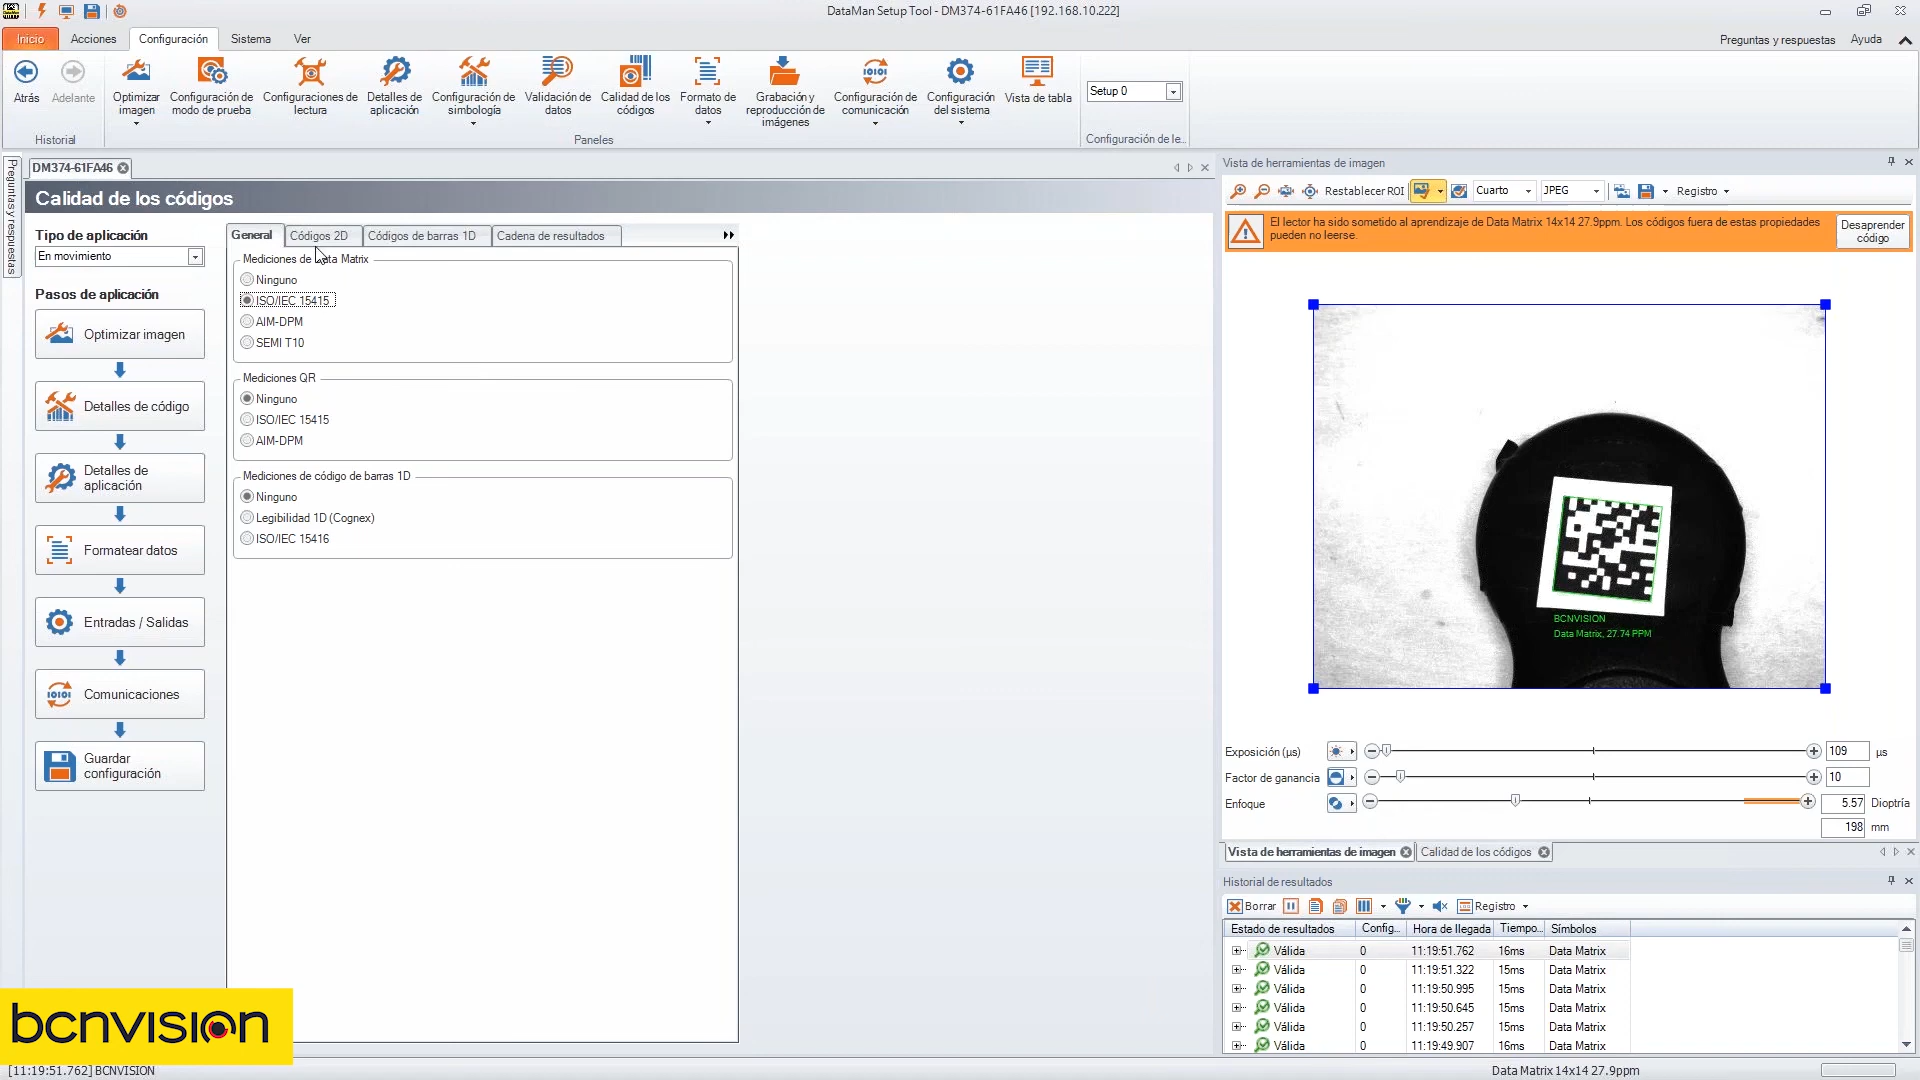 DataMan Setup Tool - DM374-61FA46 [192.168.10.222]
Inicio
Acciones
Configuración
Sistema
Ver
Preguntas y respuestas
Ayuda
Atrás
Adelante
Historial
Optimizar imagen
Configuración de modo de prueba
Configuraciones de lectura
Detalles de aplicación
Configuración de simbología
Validación de datos
Calidad de los códigos
Formato de datos
Grabación y reproducción de imágenes
Configuración de comunicación
Configuración del sistema
Vista de tabla
Paneles
Setup 0
Configuración de le...
Preguntas y respuestas
DM374-61FA46
Calidad de los códigos
Tipo de aplicación
En movimiento
Pasos de aplicación
Optimizar imagen
Detalles de código
Detalles de aplicación
Formatear datos
Entradas / Salidas
Comunicaciones
Guardar configuración
General
Códigos 2D
Códigos de barras 1D
Cadena de resultados
Mediciones de Data Matrix
Ninguno
ISO/IEC 15415
AIM-DPM
SEMI T10
Mediciones QR
Ninguno
ISO/IEC 15415
AIM-DPM
Mediciones de código de barras 1D
Ninguno
Legibilidad 1D (Cognex)
ISO/IEC 15416
Vista de herramientas de imagen
Restablecer ROI
Cuarto
JPEG
Registro
El lector ha sido sometido al aprendizaje de Data Matrix 14x14 27.9ppm. Los códigos fuera de estas propiedades
pueden no leerse.
Desaprender código
BCNVISION
Data Matrix, 27.74 PPM
Exposición (µs)
109
µs
Factor de ganancia
10
Enfoque
5.57
Dioptría
198
mm
Vista de herramientas de imagen
Calidad de los códigos
Historial de resultados
Borrar
Registro
Estado de resultados Config... Hora de llegada Tiempo... Símbolos
Válida 0 11:19:51.762 16ms Data Matrix
Válida 0 11:19:51.322 15ms Data Matrix
Válida 0 11:19:50.995 15ms Data Matrix
Válida 0 11:19:50.645 15ms Data Matrix
Válida 0 11:19:50.257 15ms Data Matrix
Válida 0 11:19:49.907 16ms Data Matrix
bcnvision
[11:19:51.762] BCNVISION
Data Matrix 14x14 27.9ppm